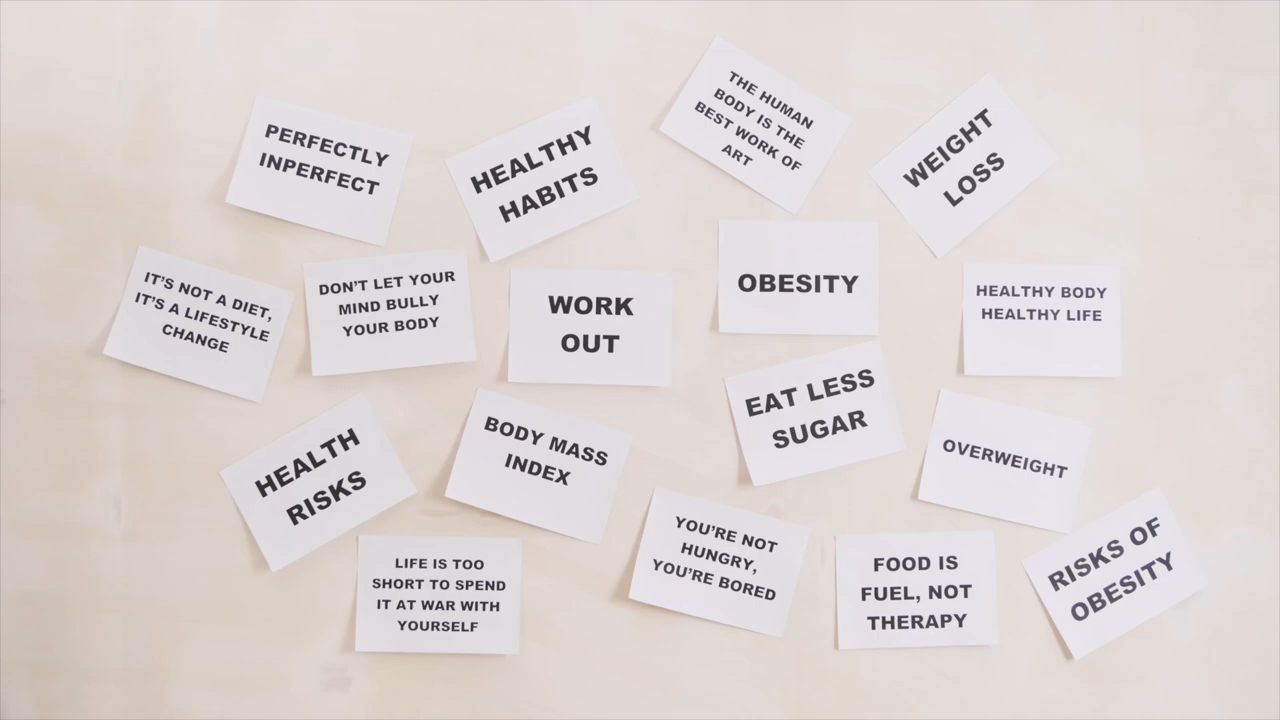 PERFECTLY
INPERFECT
HEALTHY
HABITS
THE HUMAN
BODY IS THE
BEST WORK OF
ART
WEIGHT
LOSS
IT'S NOT A DIET,
IT'S A LIFESTYLE
CHANGE
DON'T LET YOUR
MIND BULLY
YOUR BODY
WORK
OUT
OBESITY
HEALTHY BODY
HEALTHY LIFE
HEALTH
RISKS
BODY MASS
INDEX
EAT LESS
SUGAR
OVERWEIGHT
LIFE IS TOO
SHORT TO SPEND
IT AT WAR WITH
YOURSELF
YOU'RE NOT
HUNGRY,
YOU'RE BORED
FOOD IS
FUEL, NOT
THERAPY
RISKS OF
OBESITY